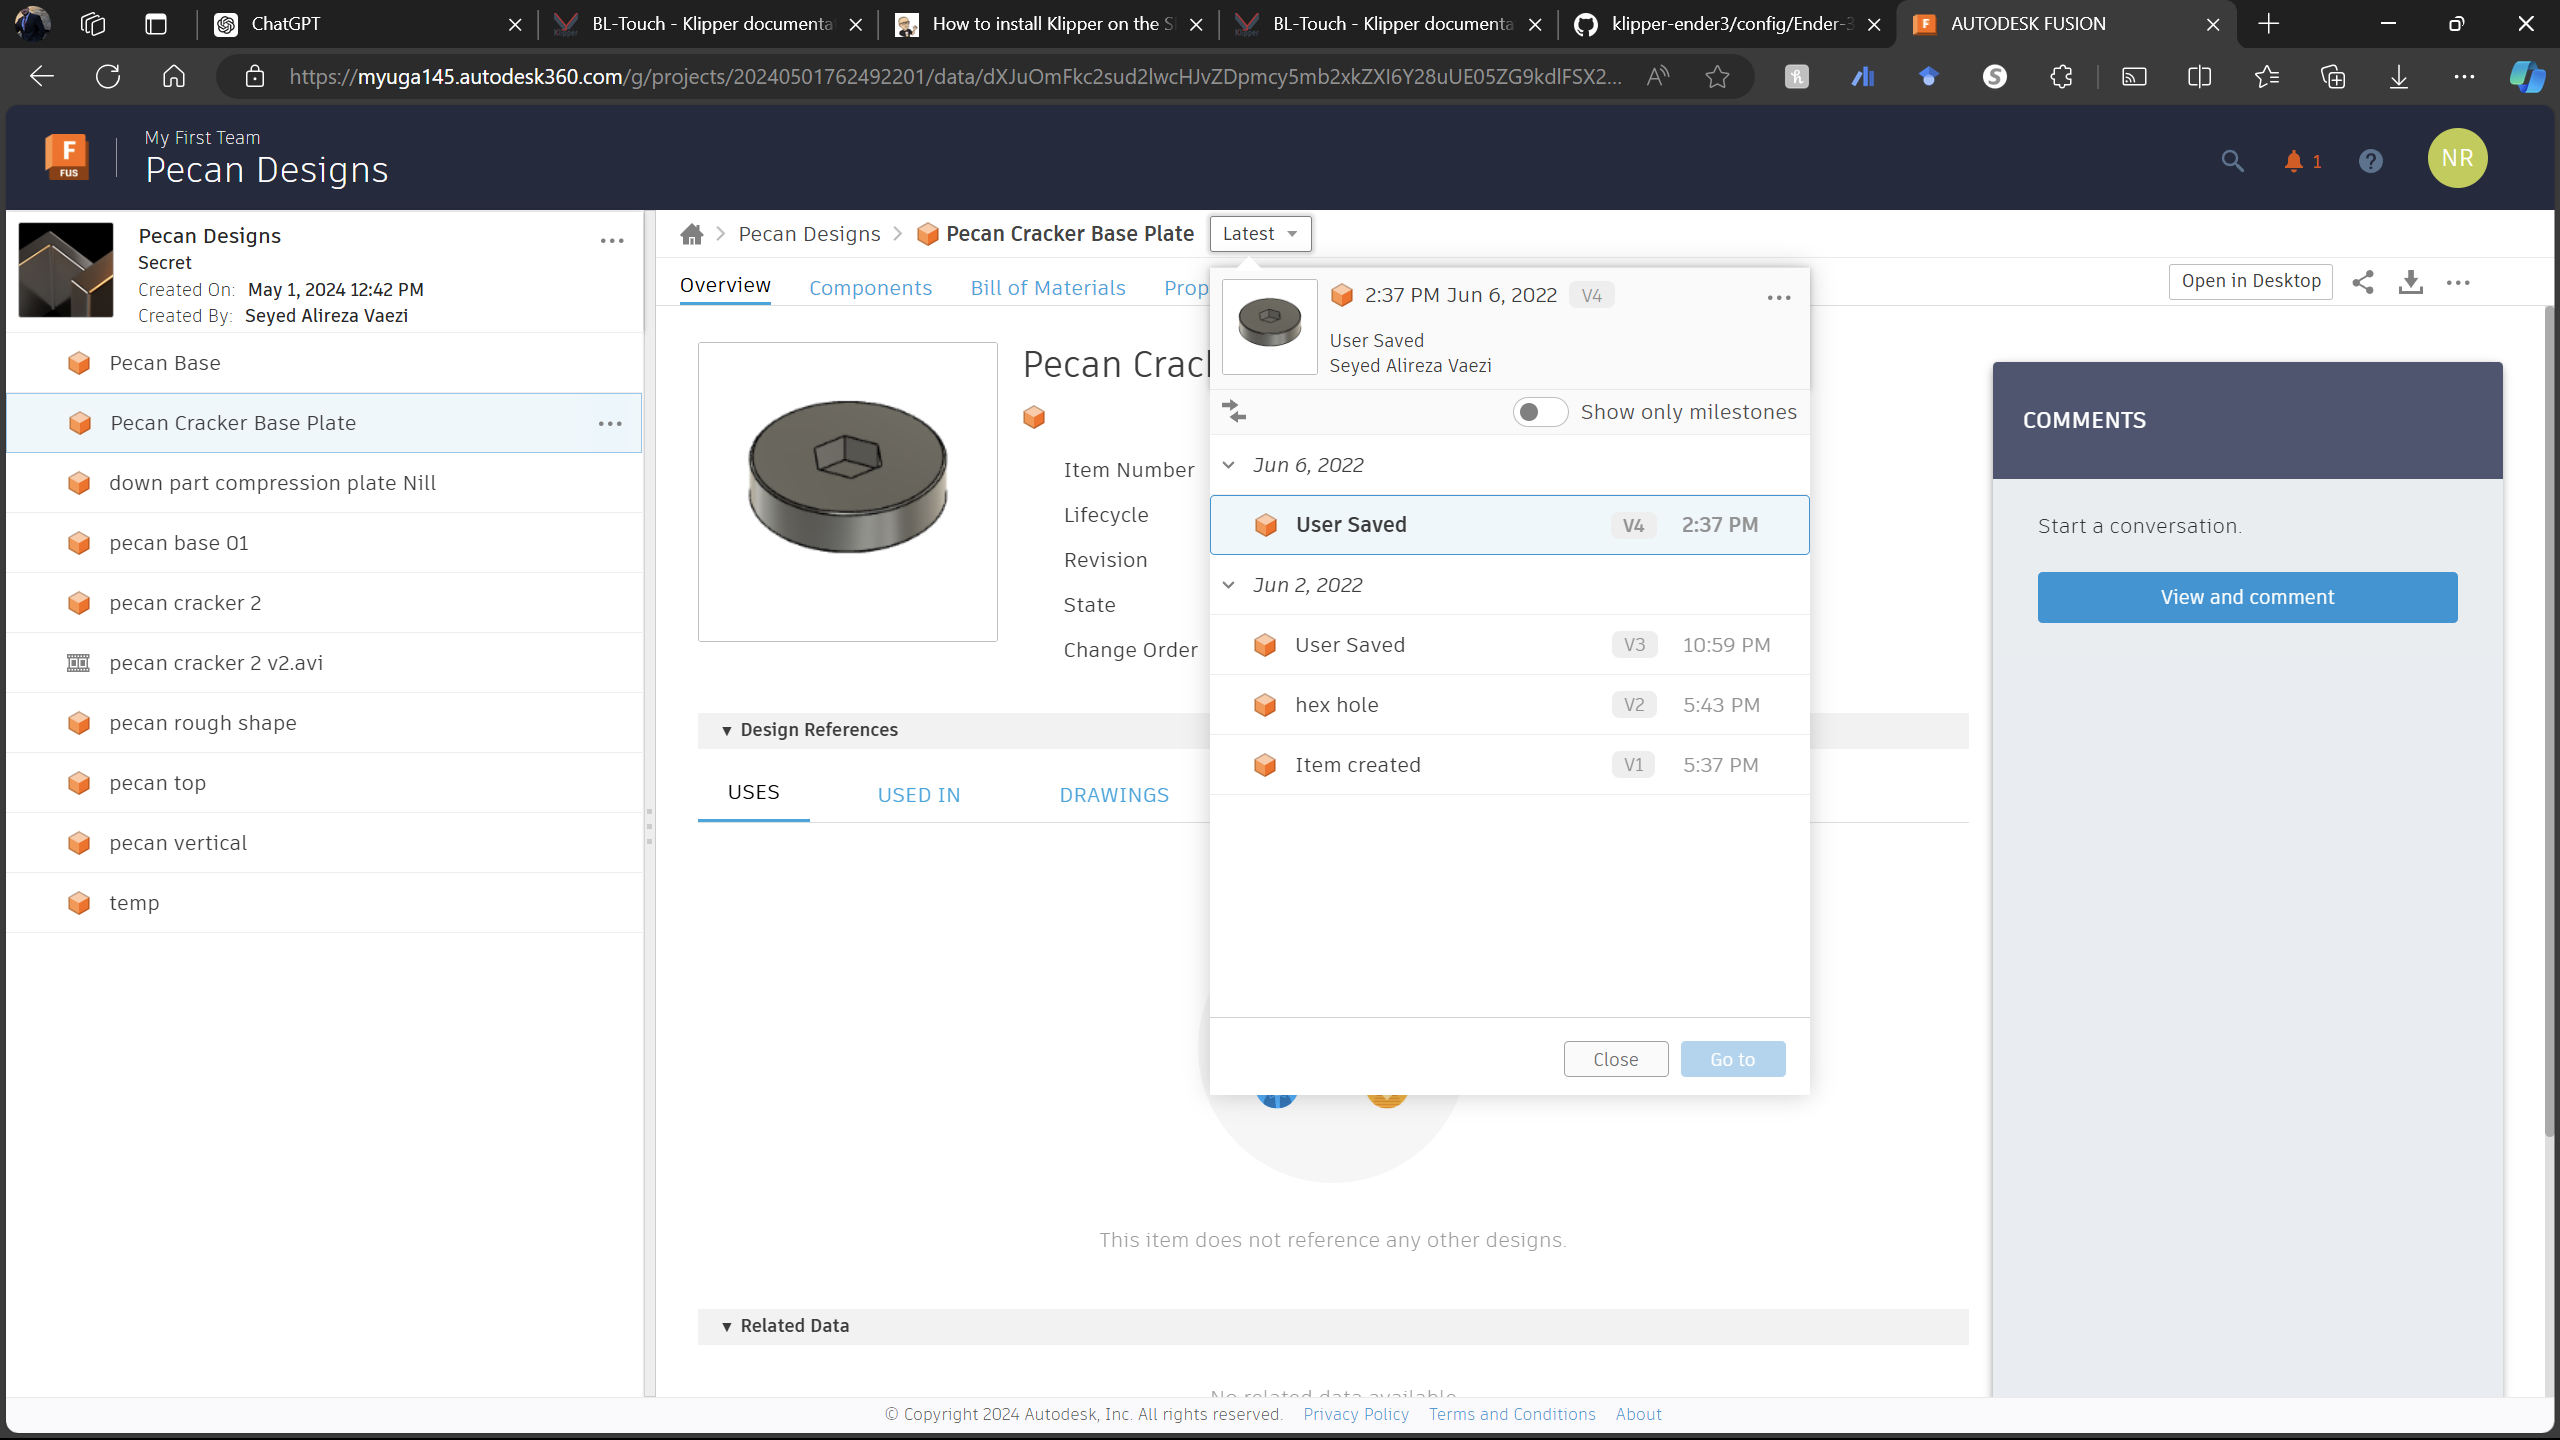 ChatGPT
BL-Touch - Klipper documenta
How to install Klipper on the S
BL-Touch - Klipper documenta
klipper-ender3/config/Ender-3
AUTODESK FUSION
https://myuga145.autodesk360.com/g/projects/20240501762492201/data/dXJuOmFkc2sud2lwcHJvZDpmcy5mb2xkZXI6Y28uUE05ZG9kdlFSX2...
FUS
My First Team
Pecan Designs
1
NR
Pecan Designs
Secret
Created On: May 1, 2024 12:42 PM
Created By: Seyed Alireza Vaezi
Pecan Base
Pecan Cracker Base Plate
down part compression plate Nill
pecan base 01
pecan cracker 2
pecan cracker 2 v2.avi
pecan rough shape
pecan top
pecan vertical
temp
Pecan Designs
Pecan Cracker Base Plate
Latest
Overview
Components
Bill of Materials
Prop
Open in Desktop
Pecan Crac
Item Number
Lifecycle
Revision
State
Change Order
2:37 PM Jun 6, 2022 V4
User Saved
Seyed Alireza Vaezi
Show only milestones
Jun 6, 2022
User Saved V4 2:37 PM
Jun 2, 2022
User Saved V3 10:59 PM
hex hole V2 5:43 PM
Item created V1 5:37 PM
Close
Go to
Design References
USES
USED IN
DRAWINGS
This item does not reference any other designs.
Related Data
No related data available
COMMENTS
Start a conversation.
View and comment
© Copyright 2024 Autodesk, Inc. All rights reserved. Privacy Policy Terms and Conditions About